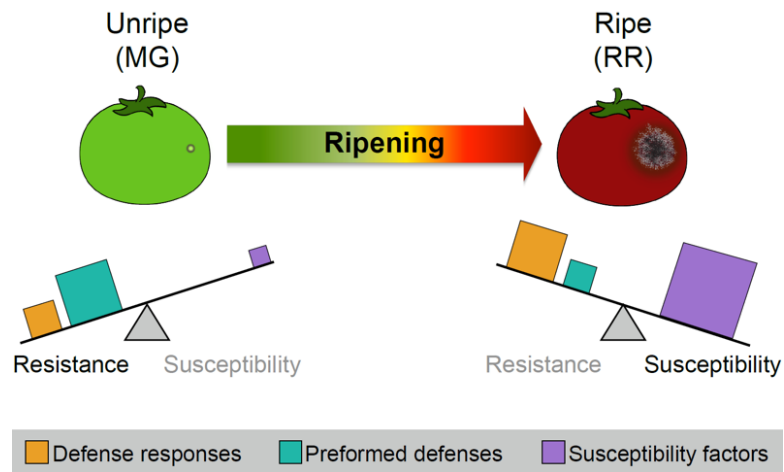 Unripe
(MG)
Ripe
(RR)
Ripening
Resistance
Susceptibility
Resistance
Susceptibility
Defense responses
Preformed defenses
Susceptibility factors